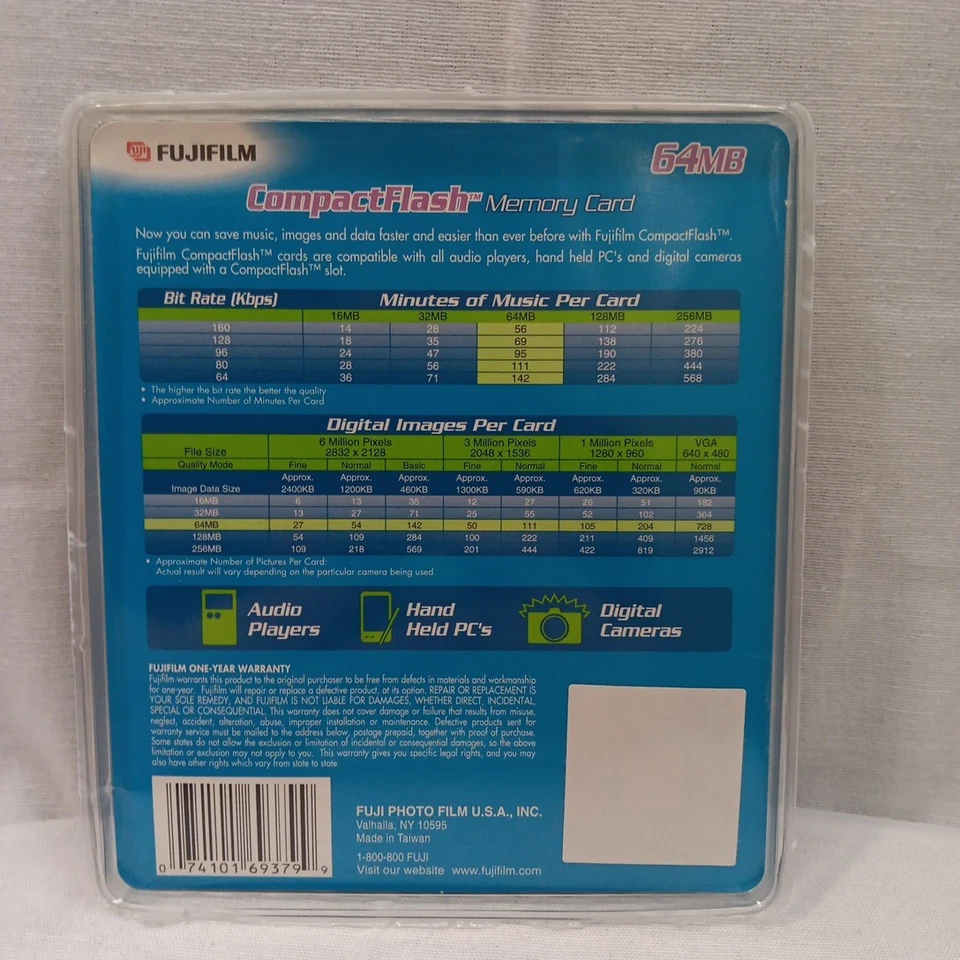 FUJIFILM
64MB
CompactFlash™ Memory Card
Now you can save music, images and data faster and easier than ever before with Fujifilm CompactFlash™.
Fujifilm CompactFlash™ cards are compatible with all audio players, hand held PC's and digital cameras
equipped with a CompactFlash™ slot.
Bit Rate (Kbps) Minutes of Music Per Card
16MB 32MB 64MB 128MB 256MB
160 14 28 56 112 224
128 18 35 69 138 276
96 24 47 95 190 380
80 28 56 111 222 444
64 36 71 142 284 568
• The higher the bit rate the better the quality
• Approximate Number of Minutes Per Card
Digital Images Per Card
6 Million Pixels 3 Million Pixels 1 Million Pixels VGA
File Size 2832 x 2128 2048 x 1536 1280 x 960 640 x 480
Quality Mode Fine Normal Basic Fine Normal Fine Normal Normal
Approx. Approx. Approx. Approx. Approx. Approx. Approx. Approx.
Image Data Size 2400KB 1200KB 460KB 1300KB 590KB 620KB 320KB 90KB
16MB 6 13 35 12 27 26 51 182
32MB 13 27 71 25 55 52 102 364
64MB 27 54 142 50 111 105 204 728
128MB 54 109 284 100 222 211 409 1456
256MB 109 218 569 201 444 422 819 2912
• Approximate Number of Pictures Per Card:
Actual result will vary depending on the particular camera being used.
Audio
Players
Hand
Held PC's
Digital
Cameras
FUJIFILM ONE-YEAR WARRANTY
Fujifilm warrants this product to the original purchaser to be free from defects in materials and workmanship
for one-year. Fujifilm will repair or replace a defective product, at its option. REPAIR OR REPLACEMENT IS
YOUR SOLE REMEDY, AND FUJIFILM IS NOT LIABLE FOR DAMAGES, WHETHER DIRECT, INCIDENTAL,
SPECIAL OR CONSEQUENTIAL. This warranty does not cover damage or failure that results from misuse,
neglect, accident, alteration, abuse, improper installation or maintenance. Defective products sent for
warranty service must be mailed to the address below, postage prepaid, together with proof of purchase.
Some states do not allow the exclusion or limitation of incidental or consequential damages, so the above
limitation or exclusion may not apply to you. This warranty gives you specific legal rights, and you may
also have other rights which vary from state to state.
0 74101 69379 9
FUJI PHOTO FILM U.S.A., INC.
Valhalla, NY 10595
Made in Taiwan
1-800-800 FUJI
Visit our website www.fujifilm.com